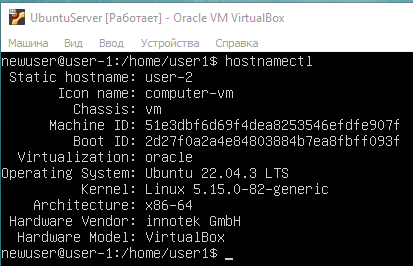 UbuntuServer [Работает] - Oracle VM VirtualBox
Машина Вид Ввод Устройства Справка
newuser@user-1:/home/user1$ hostnamectl
Static hostname: user-2
Icon name: computer-vm
Chassis: vm
Machine ID: 51e3dbf6d69f4dea8253546efdfe907f
Boot ID: 2d27f0a2a4e84803884b7ea8fbff093f
Virtualization: oracle
Operating System: Ubuntu 22.04.3 LTS
Kernel: Linux 5.15.0-82-generic
Architecture: x86-64
Hardware Vendor: innotek GmbH
Hardware Model: VirtualBox
newuser@user-1:/home/user1$ _